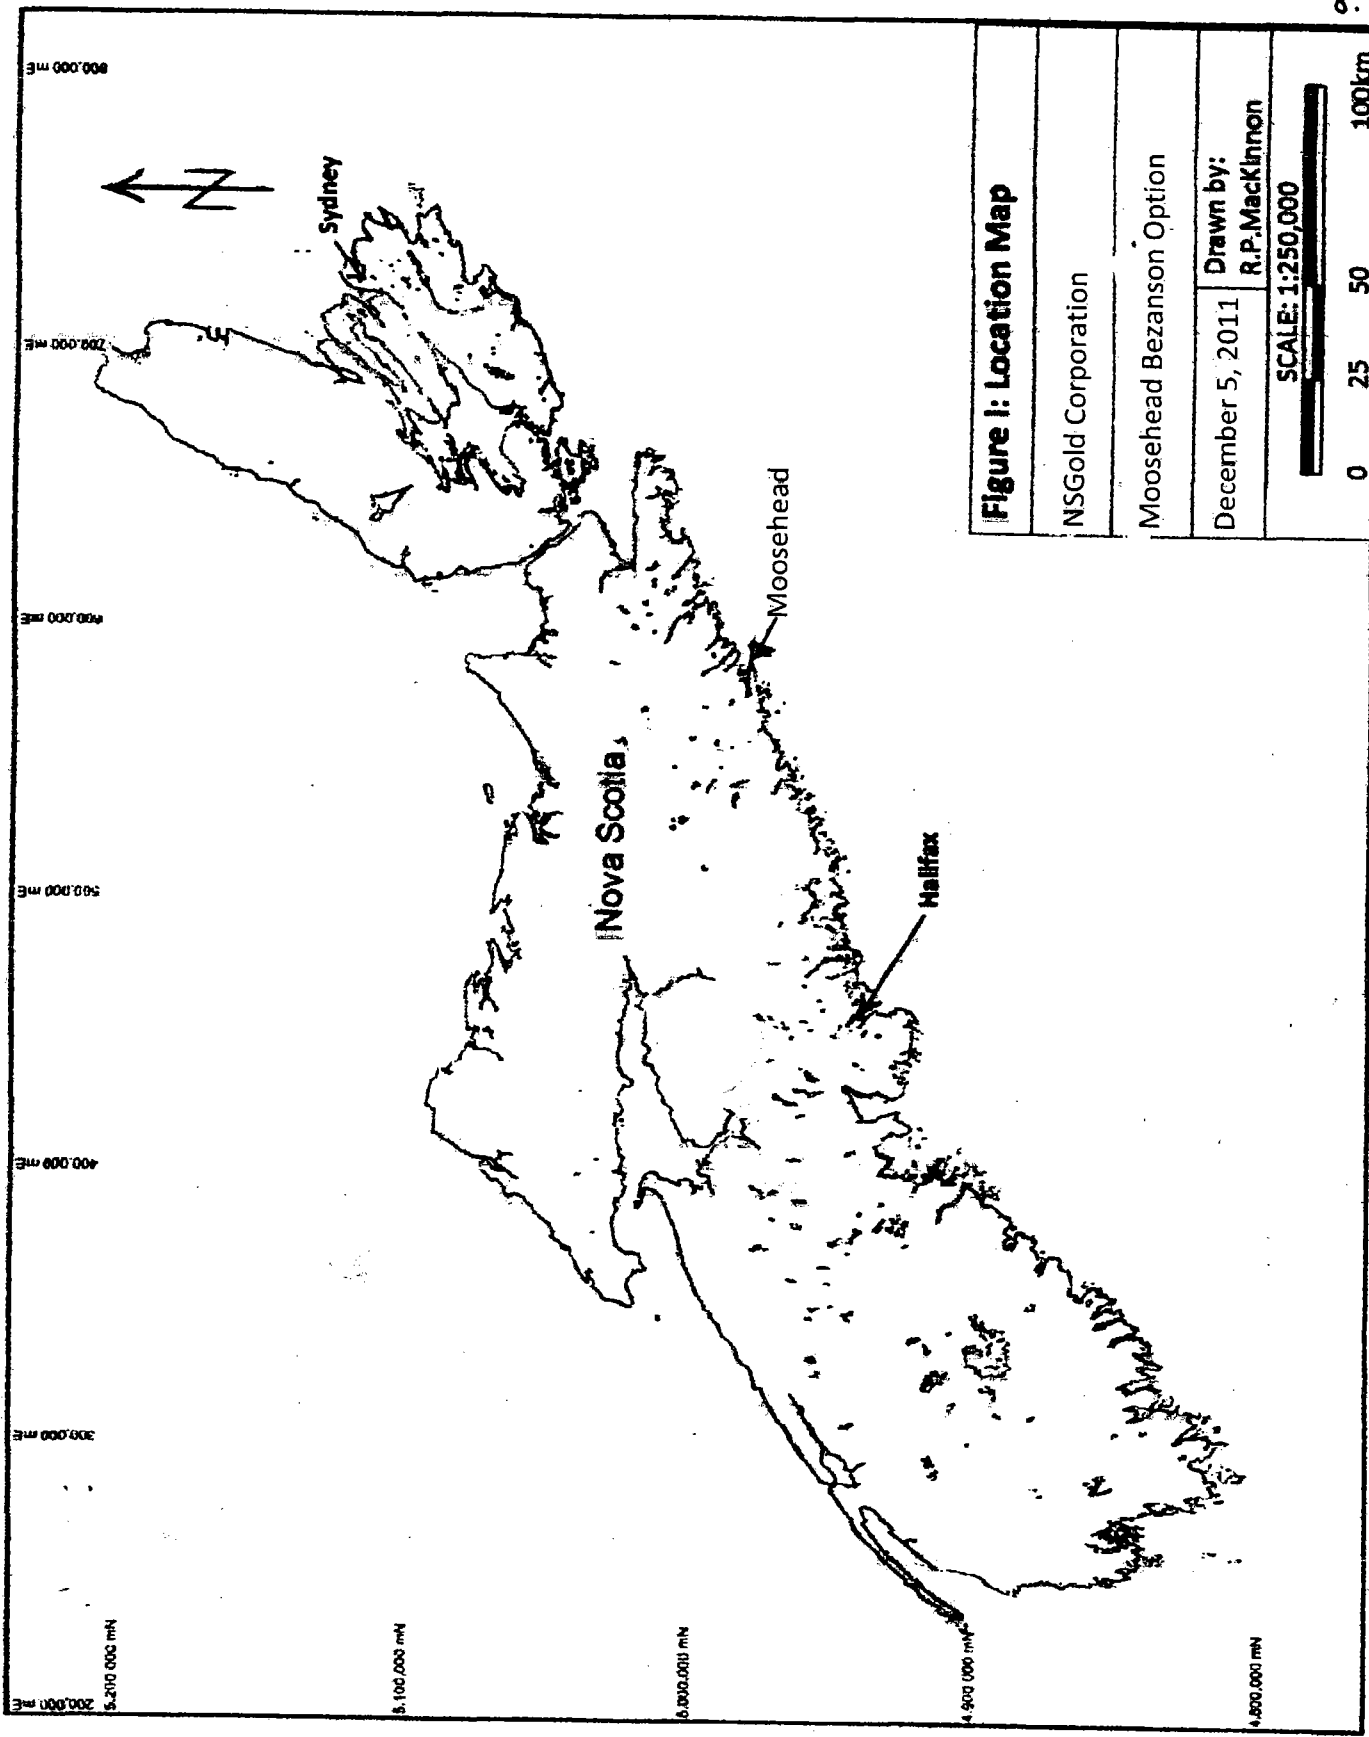 200,000 mE
300,000 mE
400,000 mE
500,000 mE
600,000 mE
700,000 mE
800,000 mE
5,200,000 mN
5,100,000 mN
5,000,000 mN
4,900,000 mN
4,800,000 mN
N
Sydney
Nova Scotia
Moosehead
Halifax
Figure I: Location Map
NSGold Corporation
Moosehead Bezanson Option
December 5, 2011
Drawn by:
R.P.MacKinnon
SCALE: 1:250,000
0 25 50 100km